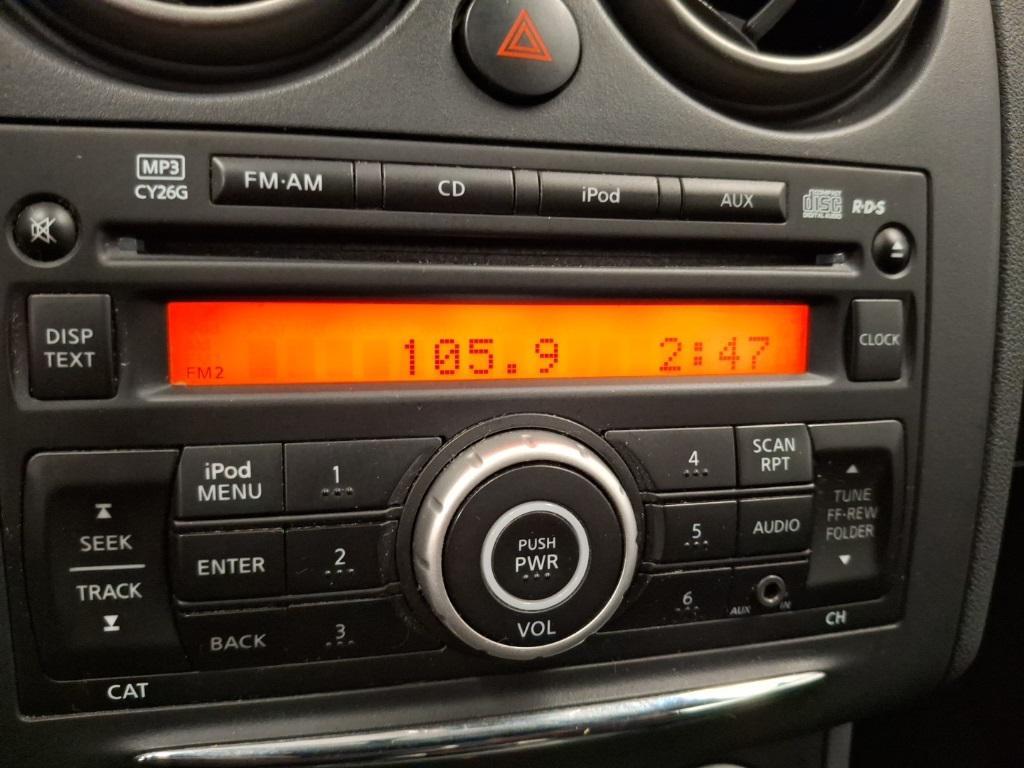 MP3
CY26G
FM·AM
CD
iPod
AUX
COMPACT
disc
DIGITAL AUDIO
R·D·S
DISP
TEXT
FM2
105.9
2:47
CLOCK
iPod
MENU
1
4
SCAN
RPT
SEEK
TRACK
ENTER
2
PUSH
PWR
5
AUDIO
TUNE
FF·REW
FOLDER
BACK
3
VOL
6
AUX
IN
CH
CAT